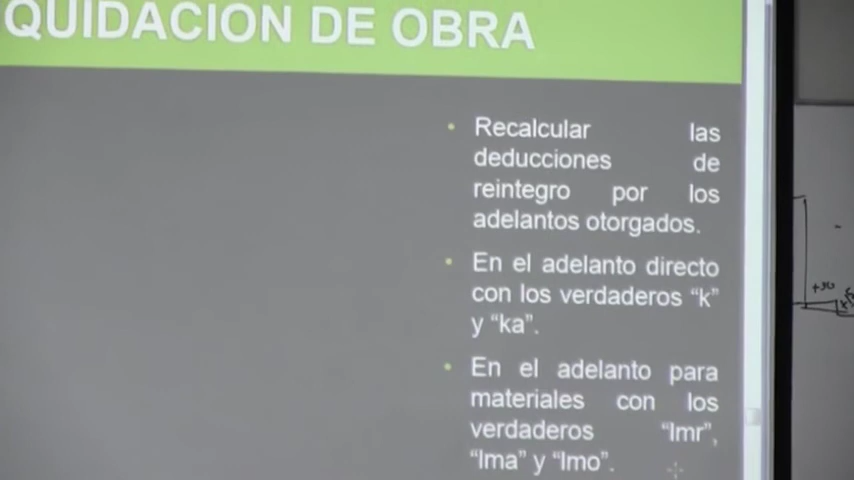 QUIDACION DE OBRA
• Recalcular las
deducciones de
reintegro por los
adelantos otorgados.
• En el adelanto directo
con los verdaderos “k”
y “ka”.
• En el adelanto para
materiales con los
verdaderos “Imr”,
“Ima” y “Imo”.